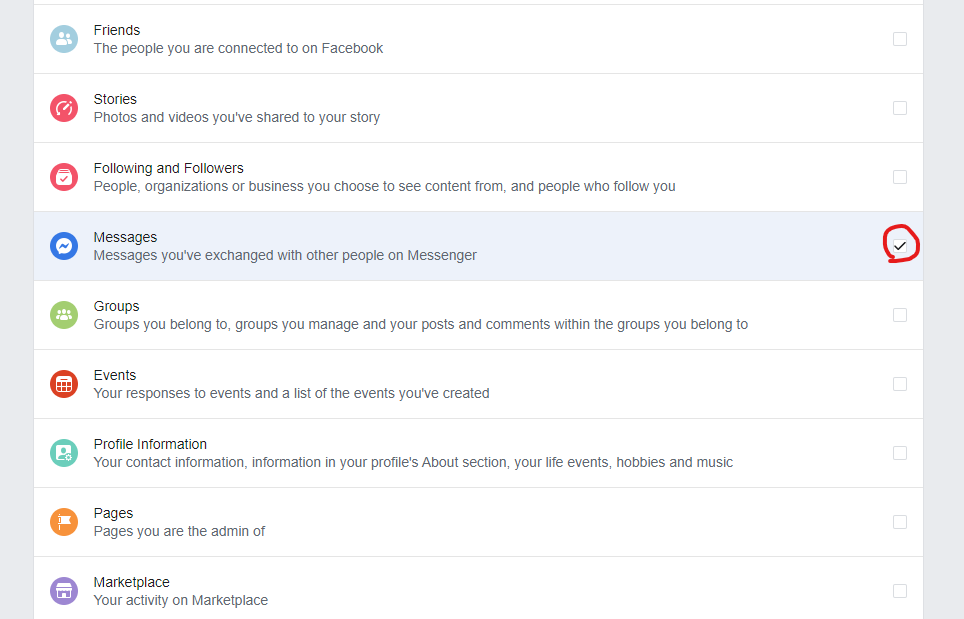 Friends
The people you are connected to on Facebook
Stories
Photos and videos you've shared to your story
Following and Followers
People, organizations or business you choose to see content from, and people who follow you
Messages
Messages you've exchanged with other people on Messenger
Groups
Groups you belong to, groups you manage and your posts and comments within the groups you belong to
Events
Your responses to events and a list of the events you've created
Profile Information
Your contact information, information in your profile's About section, your life events, hobbies and music
Pages
Pages you are the admin of
Marketplace
Your activity on Marketplace